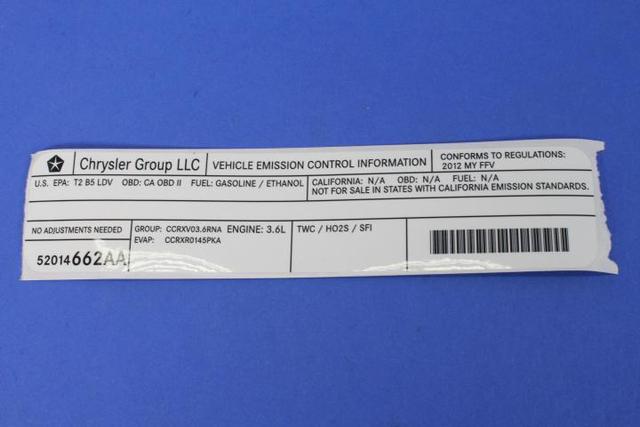 Chrysler Group LLC
VEHICLE EMISSION CONTROL INFORMATION
CONFORMS TO REGULATIONS:
2012 MY FFV
U.S. EPA: T2 B5 LDV OBD: CA OBD II FUEL: GASOLINE / ETHANOL
CALIFORNIA: N/A OBD: N/A FUEL: N/A
NOT FOR SALE IN STATES WITH CALIFORNIA EMISSION STANDARDS.
NO ADJUSTMENTS NEEDED
52014662AA
GROUP: CCRXV03.6RNA ENGINE: 3.6L
EVAP: CCRXR0145PKA
TWC / HO2S / SFI